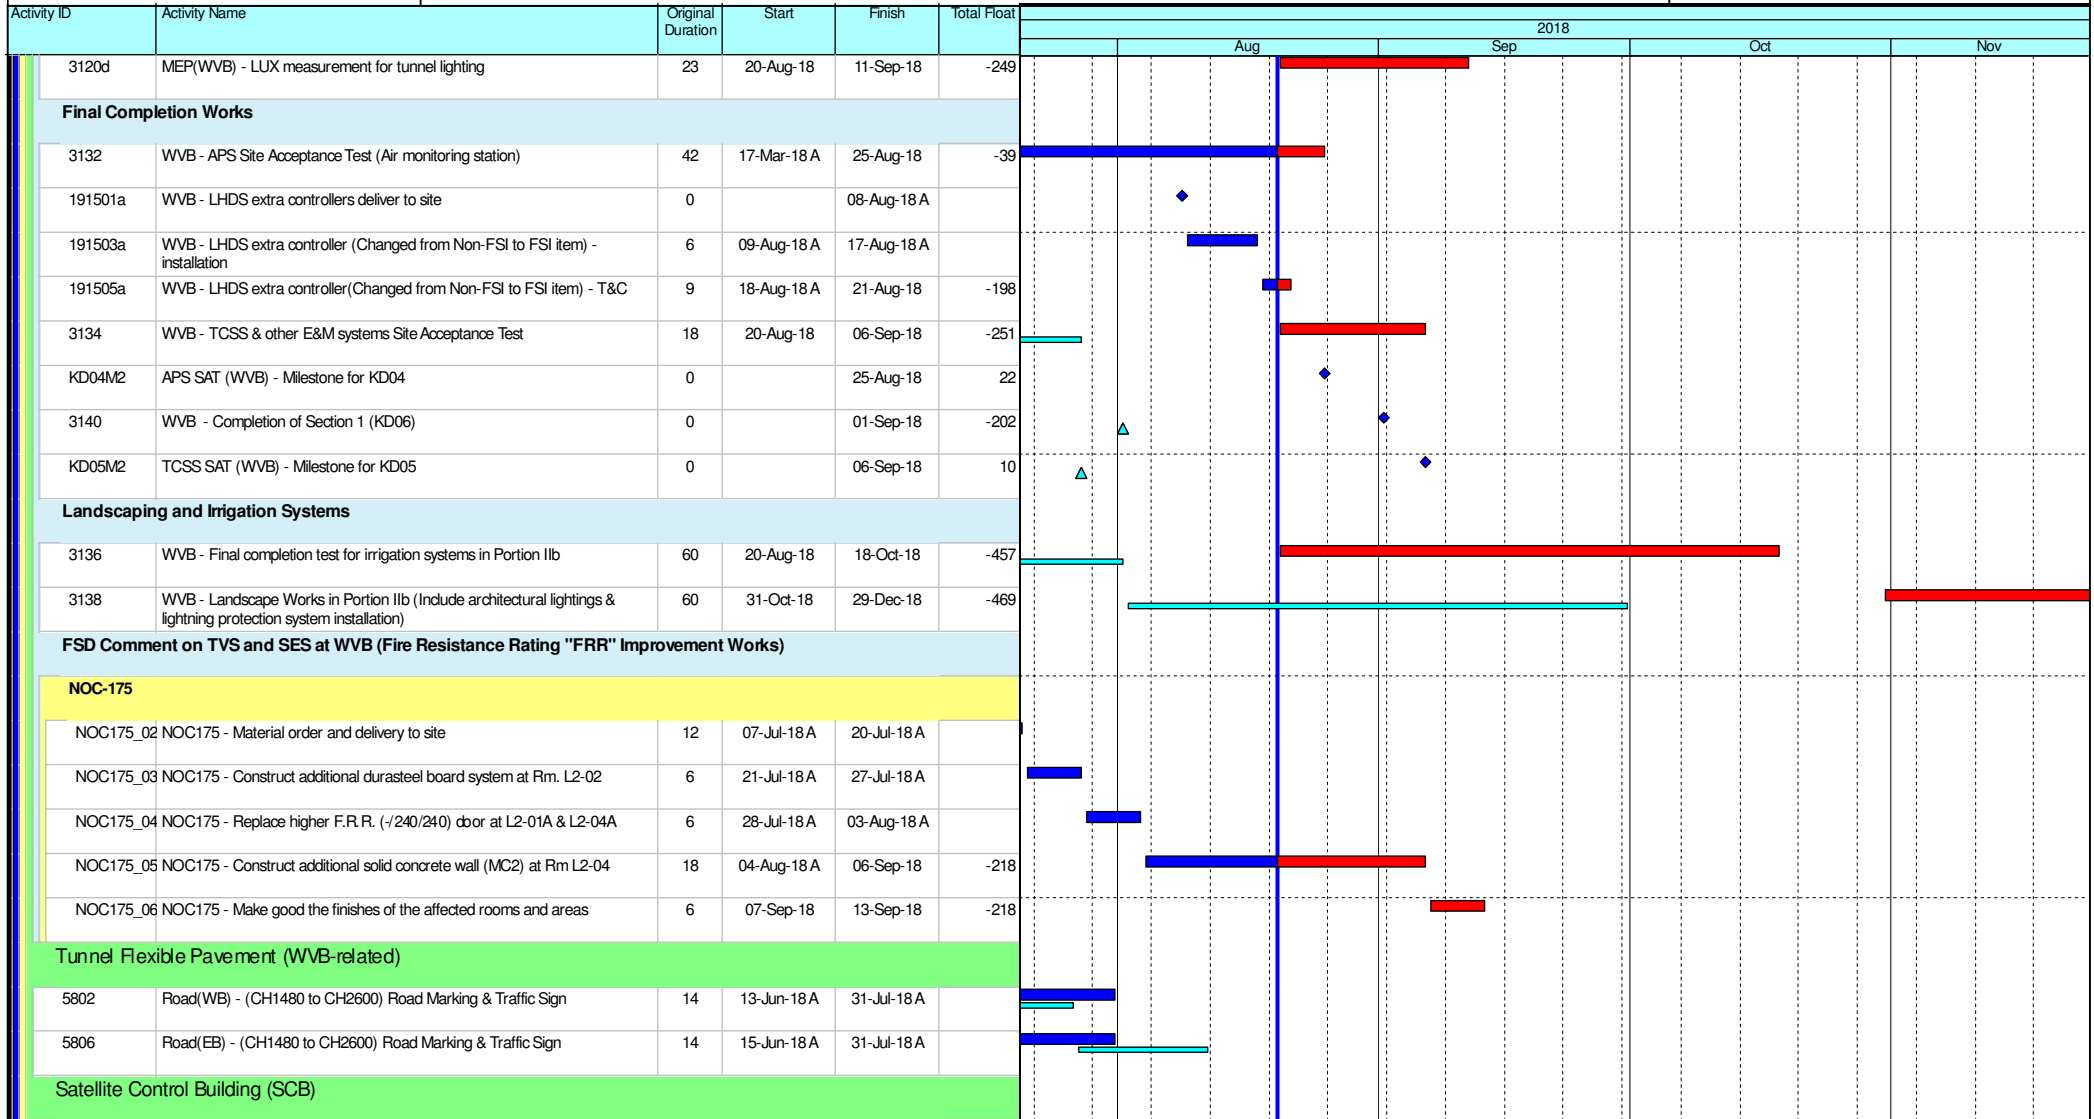 Activity ID Activity Name Original Duration Start Finish Total Float
2018
Aug Sep Oct Nov
3120d MEP(WVB) - LUX measurement for tunnel lighting 23 20-Aug-18 11-Sep-18 -249
Final Completion Works
3132 WVB - APS Site Acceptance Test (Air monitoring station) 42 17-Mar-18 A 25-Aug-18 -39
191501a WVB - LHDS extra controllers deliver to site 0 08-Aug-18 A
191503a WVB - LHDS extra controller (Changed from Non-FSI to FSI item) - 6 09-Aug-18 A 17-Aug-18 A
installation
191505a WVB - LHDS extra controller(Changed from Non-FSI to FSI item) - T&C 9 18-Aug-18 A 21-Aug-18 -198
3134 WVB - TCSS & other E&M systems Site Acceptance Test 18 20-Aug-18 06-Sep-18 -251
KD04M2 APS SAT (WVB) - Milestone for KD04 0 25-Aug-18 22
3140 WVB - Completion of Section 1 (KD06) 0 01-Sep-18 -202
KD05M2 TCSS SAT (WVB) - Milestone for KD05 0 06-Sep-18 10
Landscaping and Irrigation Systems
3136 WVB - Final completion test for irrigation systems in Portion IIb 60 20-Aug-18 18-Oct-18 -457
3138 WVB - Landscape Works in Portion IIb (Include architectural lightings & 60 31-Oct-18 29-Dec-18 -469
lightning protection system installation)
FSD Comment on TVS and SES at WVB (Fire Resistance Rating "FRR" Improvement Works)
NOC-175
NOC175_02 NOC175 - Material order and delivery to site 12 07-Jul-18 A 20-Jul-18 A
NOC175_03 NOC175 - Construct additional durasteel board system at Rm. L2-02 6 21-Jul-18 A 27-Jul-18 A
NOC175_04 NOC175 - Replace higher F.R.R. (-/240/240) door at L2-01A & L2-04A 6 28-Jul-18 A 03-Aug-18 A
NOC175_05 NOC175 - Construct additional solid concrete wall (MC2) at Rm L2-04 18 04-Aug-18 A 06-Sep-18 -218
NOC175_06 NOC175 - Make good the finishes of the affected rooms and areas 6 07-Sep-18 13-Sep-18 -218
Tunnel Flexible Pavement (WVB-related)
5802 Road(WB) - (CH1480 to CH2600) Road Marking & Traffic Sign 14 13-Jun-18 A 31-Jul-18 A
5806 Road(EB) - (CH1480 to CH2600) Road Marking & Traffic Sign 14 15-Jun-18 A 31-Jul-18 A
Satellite Control Building (SCB)